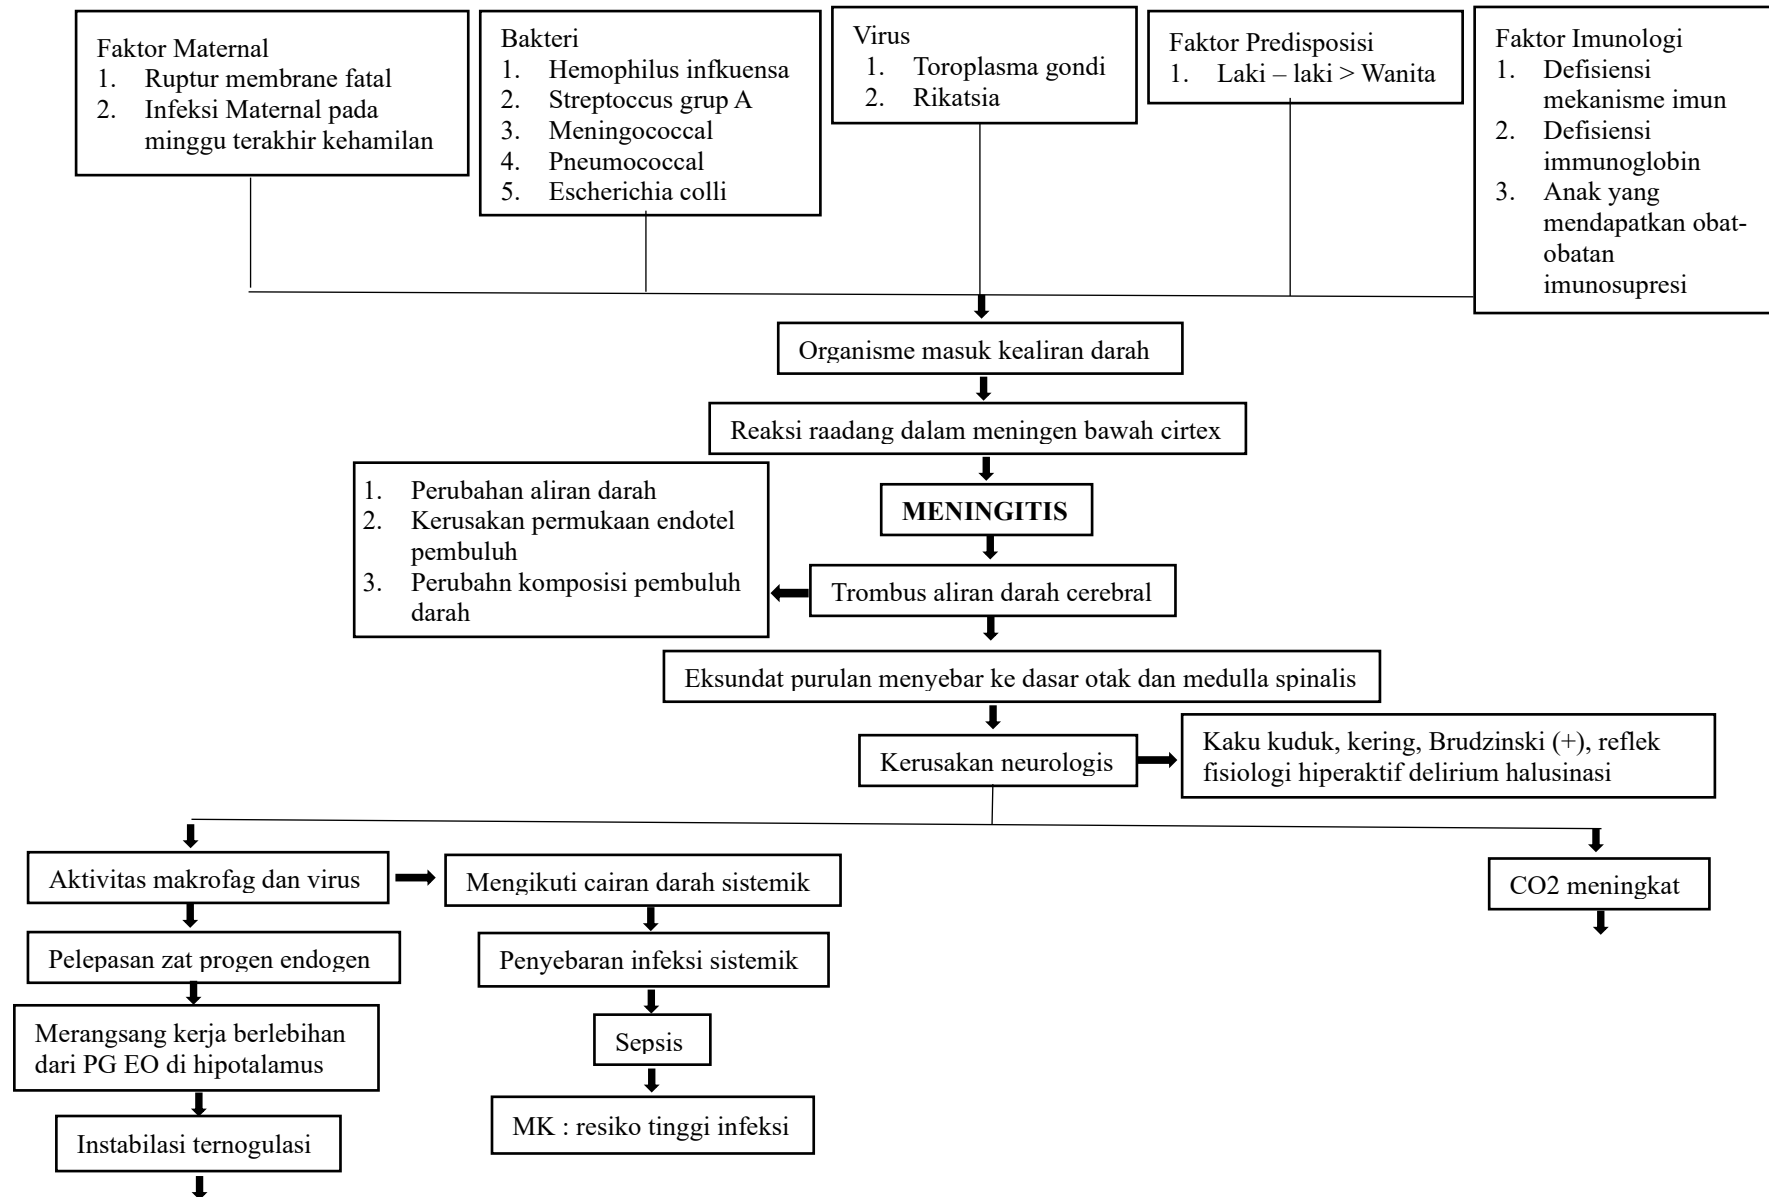 Faktor Maternal
1. Ruptur membrane fatal
2. Infeksi Maternal pada
minggu terakhir kehamilan
Bakteri
1. Hemophilus infkuensa
2. Streptoccus grup A
3. Meningococcal
4. Pneumococcal
5. Escherichia colli
Virus
1. Toroplasma gondi
2. Rikatsia
Faktor Predisposisi
1. Laki – laki > Wanita
Faktor Imunologi
1. Defisiensi
mekanisme imun
2. Defisiensi
immunoglobin
3. Anak yang
mendapatkan obat-
obatan
imunosupresi
Organisme masuk kealiran darah
Reaksi raadang dalam meningen bawah cirtex
MENINGITIS
1. Perubahan aliran darah
2. Kerusakan permukaan endotel
pembuluh
3. Perubahn komposisi pembuluh
darah
Trombus aliran darah cerebral
Eksundat purulan menyebar ke dasar otak dan medulla spinalis
Kerusakan neurologis
Kaku kuduk, kering, Brudzinski (+), reflek
fisiologi hiperaktif delirium halusinasi
Aktivitas makrofag dan virus
Mengikuti cairan darah sistemik
CO2 meningkat
Pelepasan zat progen endogen
Penyebaran infeksi sistemik
Merangsang kerja berlebihan
dari PG EO di hipotalamus
Sepsis
Instabilasi ternogulasi
MK : resiko tinggi infeksi